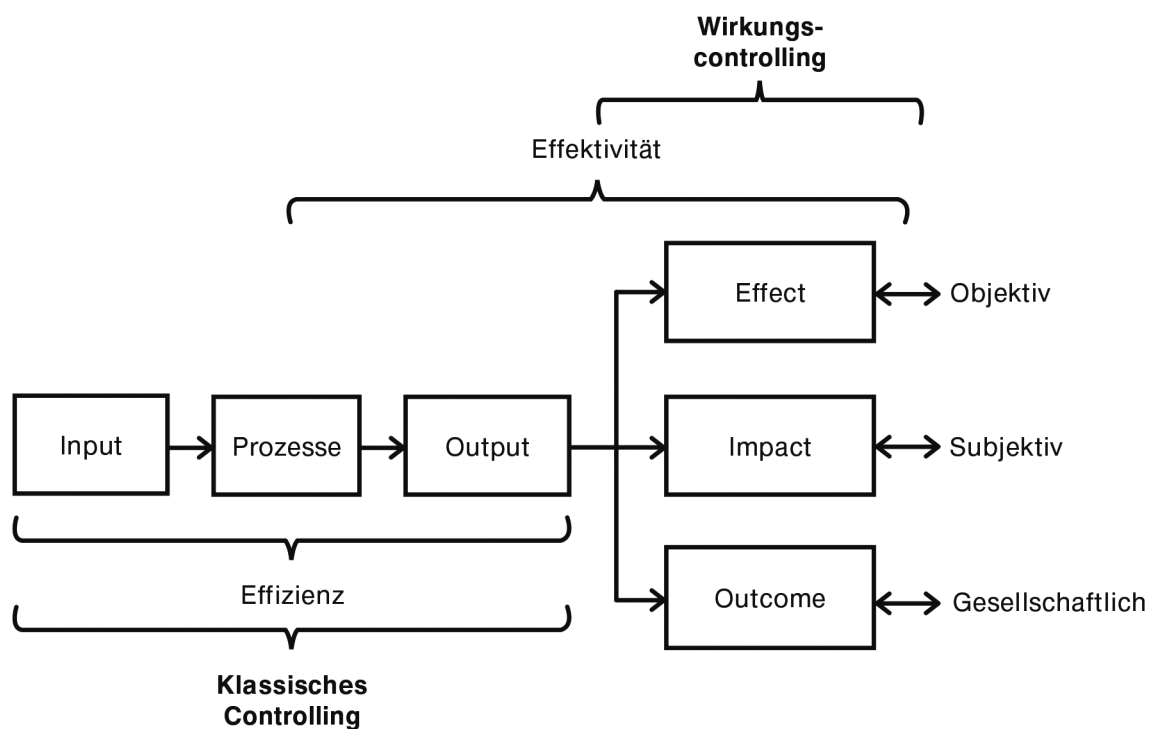 Wirkungs-
controlling
Effektivität
Effect
Objektiv
Input
Prozesse
Output
Impact
Subjektiv
Outcome
Gesellschaftlich
Effizienz
Klassisches
Controlling